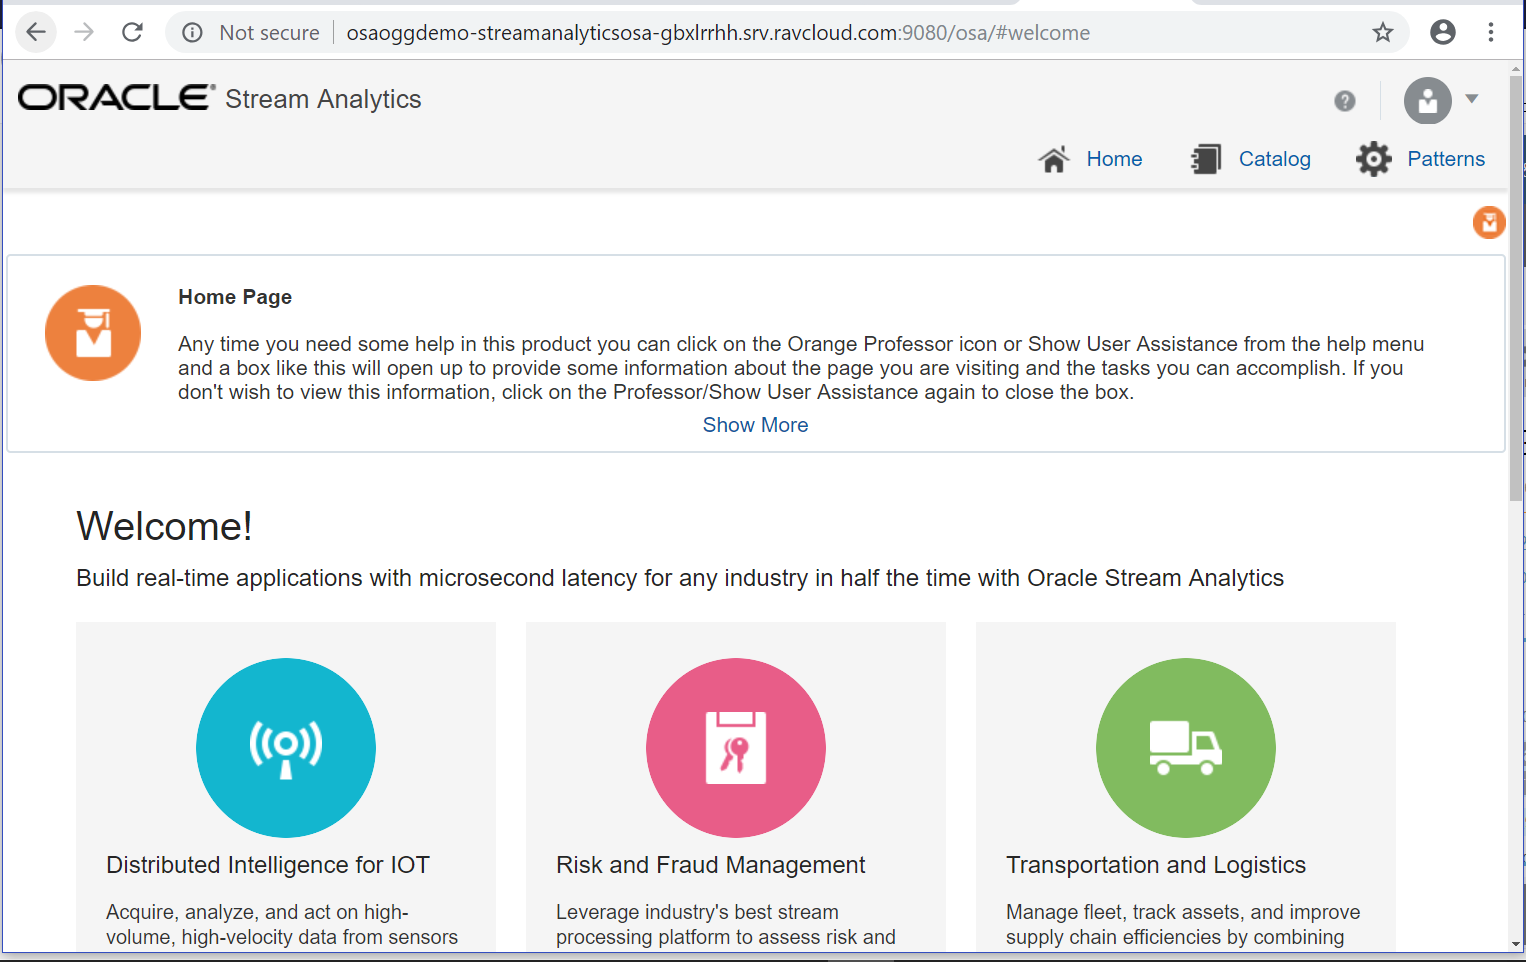 Not secure osaoggdemo-streamanalyticsosa-gbxlrrhh.srv.ravcloud.com:9080/osa/#welcome
ORACLE® Stream Analytics
?
Home Catalog Patterns
Home Page
Any time you need some help in this product you can click on the Orange Professor icon or Show User Assistance from the help menu
and a box like this will open up to provide some information about the page you are visiting and the tasks you can accomplish. If you
don't wish to view this information, click on the Professor/Show User Assistance again to close the box.
Show More
Welcome!
Build real-time applications with microsecond latency for any industry in half the time with Oracle Stream Analytics
Distributed Intelligence for IOT
Acquire, analyze, and act on high-
volume, high-velocity data from sensors
Risk and Fraud Management
Leverage industry's best stream
processing platform to assess risk and
Transportation and Logistics
Manage fleet, track assets, and improve
supply chain efficiencies by combining